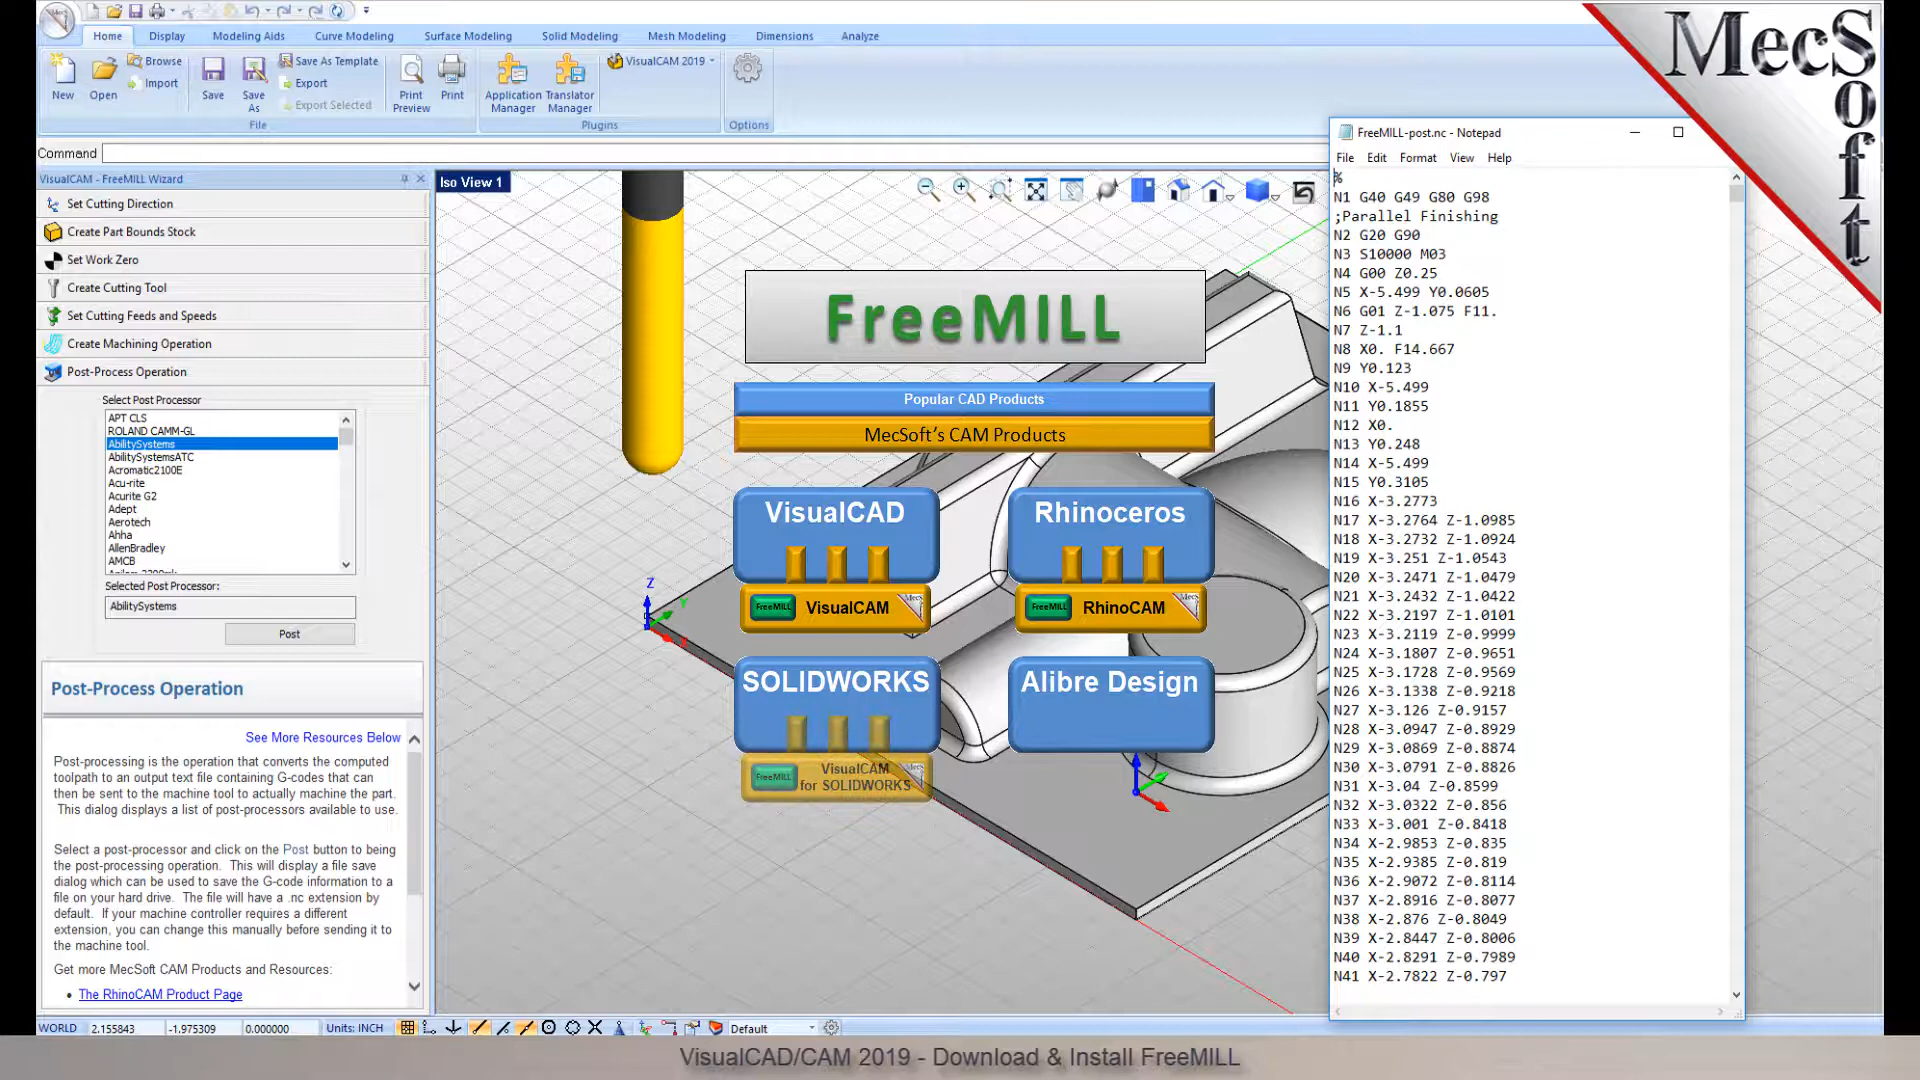 Home Display Modeling Aids Curve Modeling Surface Modeling Solid Modeling Mesh Modeling Dimensions Analyze
New
Open
Browse
Import
Save
Save As
Save As Template
Export
Export Selected
Print Preview
Print
Application Manager
Translator Manager
VisualCAM 2019
File
Plugins
Options
Command
VisualCAM - FreeMILL Wizard
Set Cutting Direction
Create Part Bounds Stock
Set Work Zero
Create Cutting Tool
Set Cutting Feeds and Speeds
Create Machining Operation
Post-Process Operation
Select Post Processor
APT CLS
ROLAND CAMM-GL
AbilitySystems
AbilitySystemsATC
Acromatic2100E
Acu-rite
Acurite G2
Adept
Aerotech
Ahha
AllenBradley
AMCB
Selected Post Processor:
AbilitySystems
Post
Post-Process Operation
See More Resources Below
Post-processing is the operation that converts the computed
toolpath to an output text file containing G-codes that can
then be sent to the machine tool to actually machine the part.
This dialog displays a list of post-processors available to use.
Select a post-processor and click on the Post button to being
the post-processing operation. This will display a file save
dialog which can be used to save the G-code information to a
file on your hard drive. The file will have a .nc extension by
default. If your machine controller requires a different
extension, you can change this manually before sending it to
the machine tool.
Get more MecSoft CAM Products and Resources:
• The RhinoCAM Product Page
Iso View 1
FreeMILL
Popular CAD Products
MecSoft's CAM Products
VisualCAD
FreeMILL VisualCAM MecS
Rhinoceros
FreeMILL RhinoCAM MecS
SOLIDWORKS
FreeMILL VisualCAM for SOLIDWORKS MecS
Alibre Design
Z
Y
X
FreeMILL-post.nc - Notepad
File Edit Format View Help
%
N1 G40 G49 G80 G98
;Parallel Finishing
N2 G20 G90
N3 S10000 M03
N4 G00 Z0.25
N5 X-5.499 Y0.0605
N6 G01 Z-1.075 F11.
N7 Z-1.1
N8 X0. F14.667
N9 Y0.123
N10 X-5.499
N11 Y0.1855
N12 X0.
N13 Y0.248
N14 X-5.499
N15 Y0.3105
N16 X-3.2773
N17 X-3.2764 Z-1.0985
N18 X-3.2732 Z-1.0924
N19 X-3.251 Z-1.0543
N20 X-3.2471 Z-1.0479
N21 X-3.2432 Z-1.0422
N22 X-3.2197 Z-1.0101
N23 X-3.2119 Z-0.9999
N24 X-3.1807 Z-0.9651
N25 X-3.1728 Z-0.9569
N26 X-3.1338 Z-0.9218
N27 X-3.126 Z-0.9157
N28 X-3.0947 Z-0.8929
N29 X-3.0869 Z-0.8874
N30 X-3.0791 Z-0.8826
N31 X-3.04 Z-0.8599
N32 X-3.0322 Z-0.856
N33 X-3.001 Z-0.8418
N34 X-2.9853 Z-0.835
N35 X-2.9385 Z-0.819
N36 X-2.9072 Z-0.8114
N37 X-2.8916 Z-0.8077
N38 X-2.876 Z-0.8049
N39 X-2.8447 Z-0.8006
N40 X-2.8291 Z-0.7989
N41 X-2.7822 Z-0.797
MecSoft
WORLD 2.155843 -1.975309 0.000000 Units: INCH Default
VisualCAD/CAM 2019 - Download & Install FreeMILL